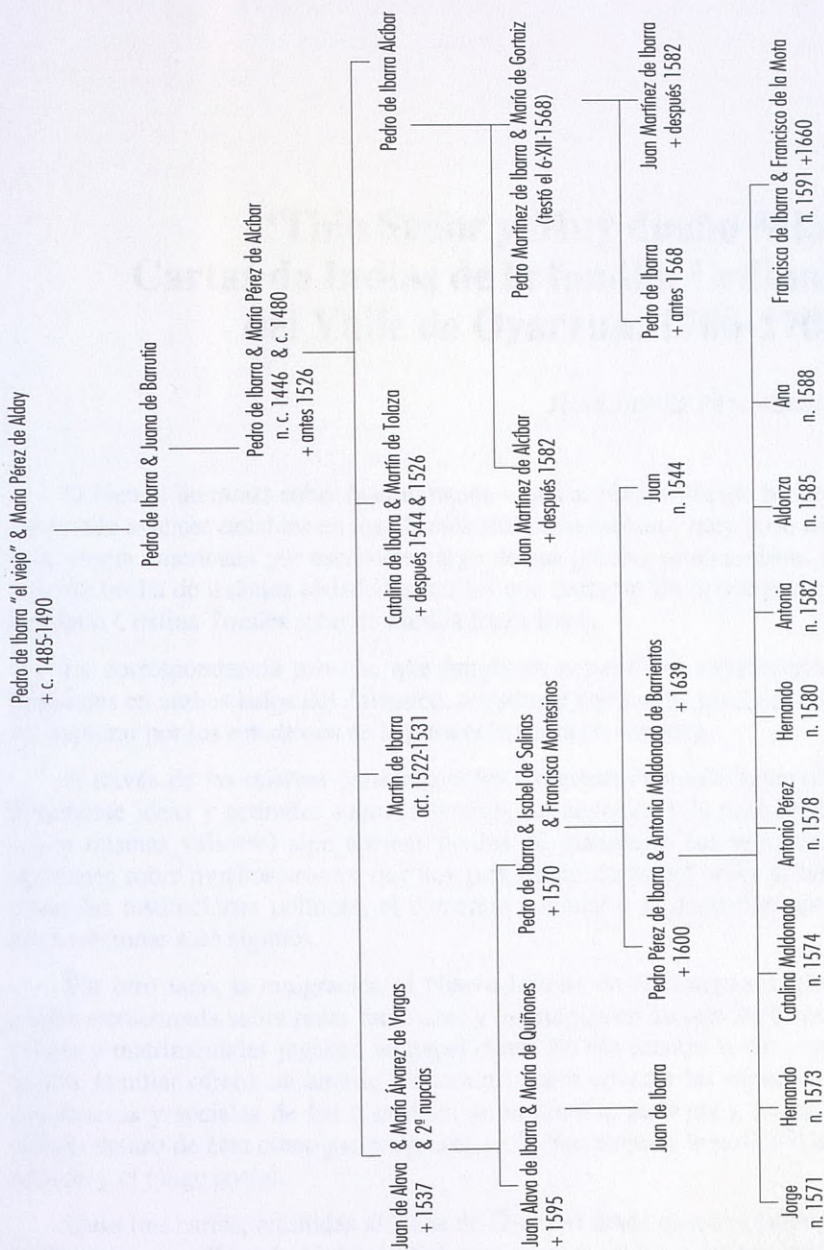 Pedro de Ibarra "el viejo" & María Pérez de Alday
+c. 1485-1490
Pedro de Ibarra & Juana de Barrutia
Pedro de Ibarra & María Pérez de Alcíbar
n. c. 1446 & c. 1480
+ antes 1526
Juan de Alava & María Alvarez de Vargas
+ 1537 & 2ª nupcias
Martín de Ibarra
act. 1522-1531
Catalina de Ibarra & Martín de Tolaza
+ después 1544 & +1526
Pedro de Ibarra Alcíbar
Juan Alava de Ibarra & María de Quiñones
+ 1595
Pedro de Ibarra & Isabel de Salinas
+1570 & Francisca Montesinos
Juan Martínez de Alcíbar
+ después 1582
Pedro Martínez de Ibarra & María de Gorraiz
(testó el 6-XII-1568)
Juan de Ibarra
Pedro Pérez de Ibarra & Antonia Maldonado de Barrientos
+ 1600 + 1639
Juan
n. 1544
Pedro de Ibarra
+ antes 1568
Juan Martínez de Ibarra
+ después 1582
Jorge
n. 1571
Hernando
n. 1573
Catalina Maldonado
n. 1574
Antonio Pérez
n. 1578
Hernando
n. 1580
Antonia
n. 1582
Aldonza
n. 1585
Ana
n. 1588
Francisca de Ibarra & Francisco de la Mota
n. 1591 +1660